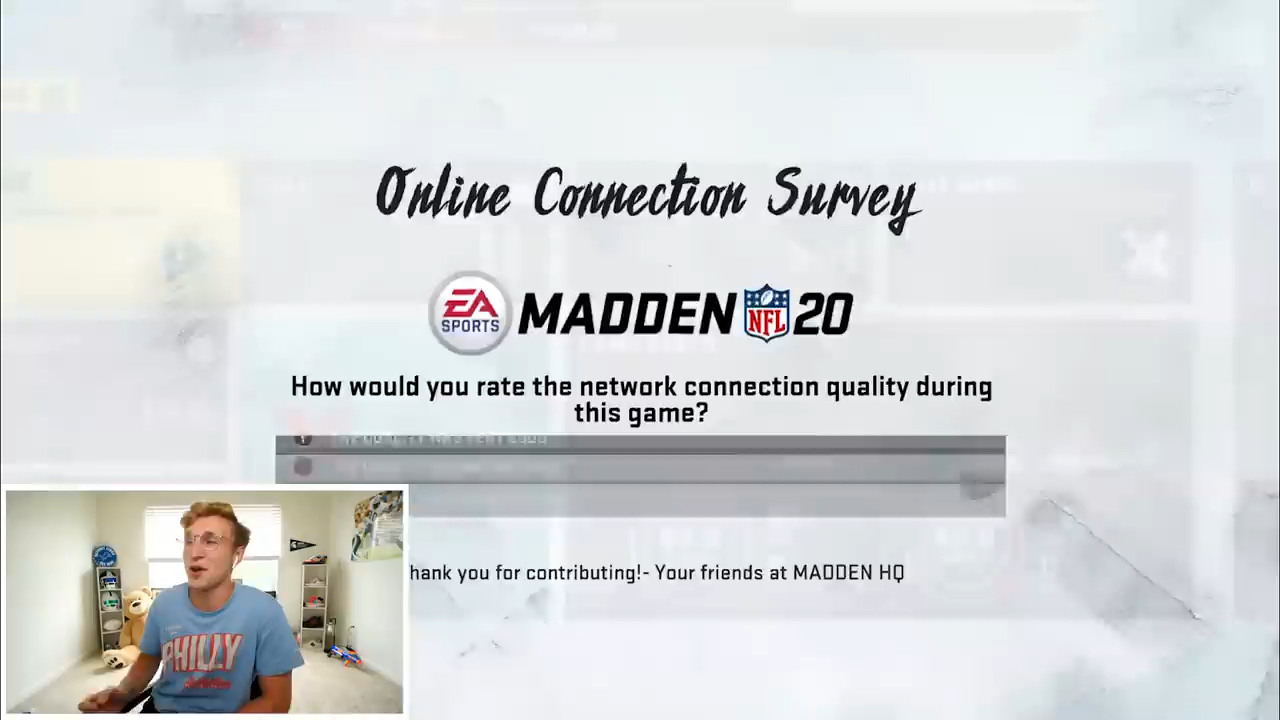 Online Connection Survey
EA
SPORTS
MADDEN NFL 20
How would you rate the network connection quality during
this game?
hank you for contributing!- Your friends at MADDEN HQ
PHILLY